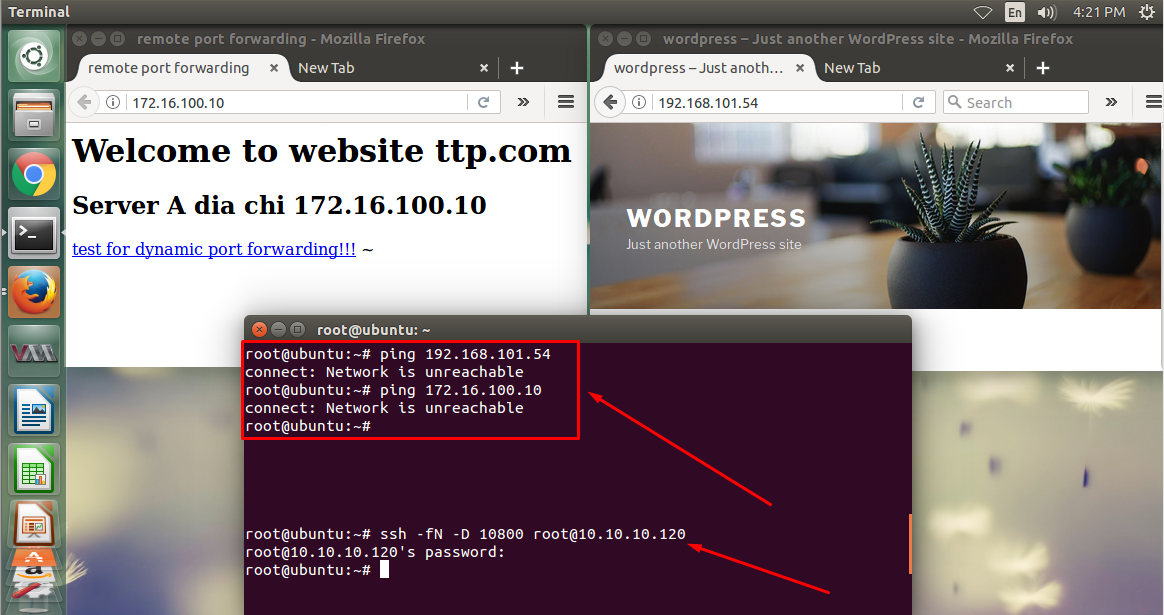 Terminal
En
4:21 PM
remote port forwarding - Mozilla Firefox
remote port forwarding
New Tab
172.16.100.10
Welcome to website ttp.com
Server A dia chi 172.16.100.10
test for dynamic port forwarding!!! ~
wordpress – Just another WordPress site - Mozilla Firefox
wordpress – Just anoth...
New Tab
192.168.101.54
Search
WORDPRESS
Just another WordPress site
root@ubuntu: ~
root@ubuntu:~# ping 192.168.101.54
connect: Network is unreachable
root@ubuntu:~# ping 172.16.100.10
connect: Network is unreachable
root@ubuntu:~#
root@ubuntu:~# ssh -fN -D 10800 root@10.10.10.120
root@10.10.10.120's password:
root@ubuntu:~#